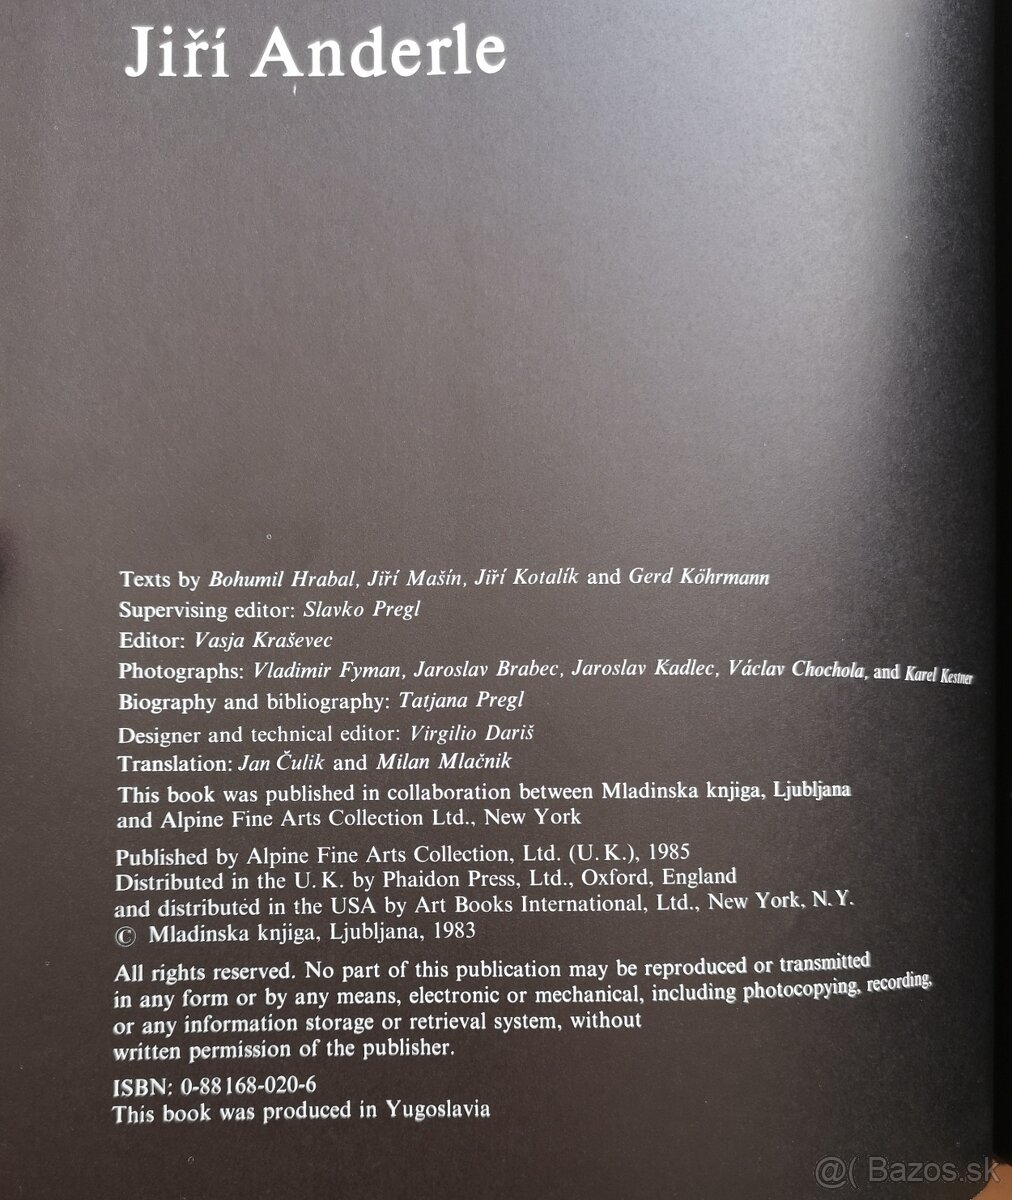 Jiří Anderle
Texts by Bohumil Hrabal, Jiří Mašín, Jiří Kotalík and Gerd Köhrmann
Supervising editor: Slavko Pregl
Editor: Vasja Kraševec
Photographs: Vladimir Fyman, Jaroslav Brabec, Jaroslav Kadlec, Václav Chochola, and Karel Kestner
Biography and bibliography: Tatjana Pregl
Designer and technical editor: Virgilio Dariš
Translation: Jan Čulik and Milan Mlačnik
This book was published in collaboration between Mladinska knjiga, Ljubljana
and Alpine Fine Arts Collection Ltd., New York
Published by Alpine Fine Arts Collection, Ltd. (U. K.), 1985
Distributed in the U. K. by Phaidon Press, Ltd., Oxford, England
and distributed in the USA by Art Books International, Ltd., New York, N. Y.
© Mladinska knjiga, Ljubljana, 1983
All rights reserved. No part of this publication may be reproduced or transmitted
in any form or by any means, electronic or mechanical, including photocopying, recording,
or any information storage or retrieval system, without
written permission of the publisher.
ISBN: 0-88168-020-6
This book was produced in Yugoslavia
@( Bazos.sk